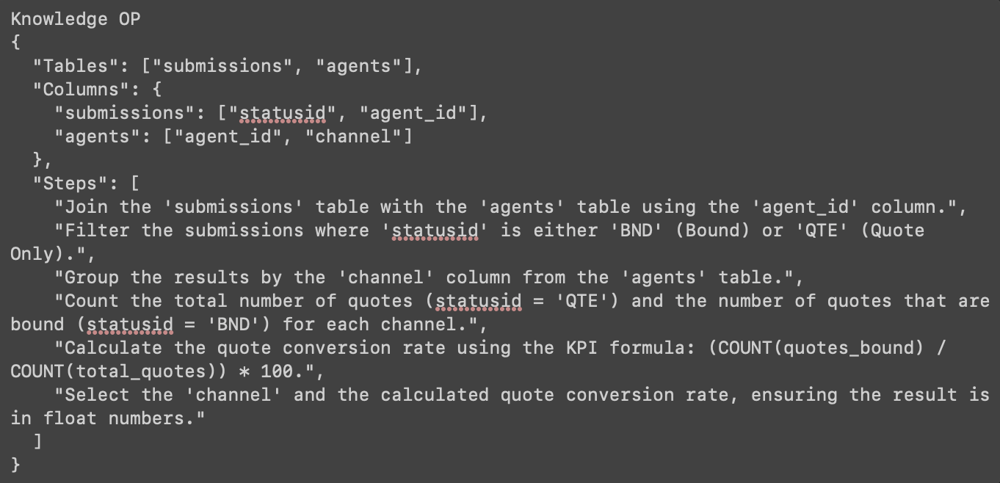 Knowledge OP
{
  "Tables": ["submissions", "agents"],
  "Columns": {
    "submissions": ["statusid", "agent_id"],
    "agents": ["agent_id", "channel"]
  },
  "Steps": [
    "Join the 'submissions' table with the 'agents' table using the 'agent_id' column.",
    "Filter the submissions where 'statusid' is either 'BND' (Bound) or 'QTE' (Quote
Only).",
    "Group the results by the 'channel' column from the 'agents' table.",
    "Count the total number of quotes (statusid = 'QTE') and the number of quotes that are
bound (statusid = 'BND') for each channel.",
    "Calculate the quote conversion rate using the KPI formula: (COUNT(quotes_bound) /
COUNT(total_quotes)) * 100.",
    "Select the 'channel' and the calculated quote conversion rate, ensuring the result is
in float numbers."
  ]
}